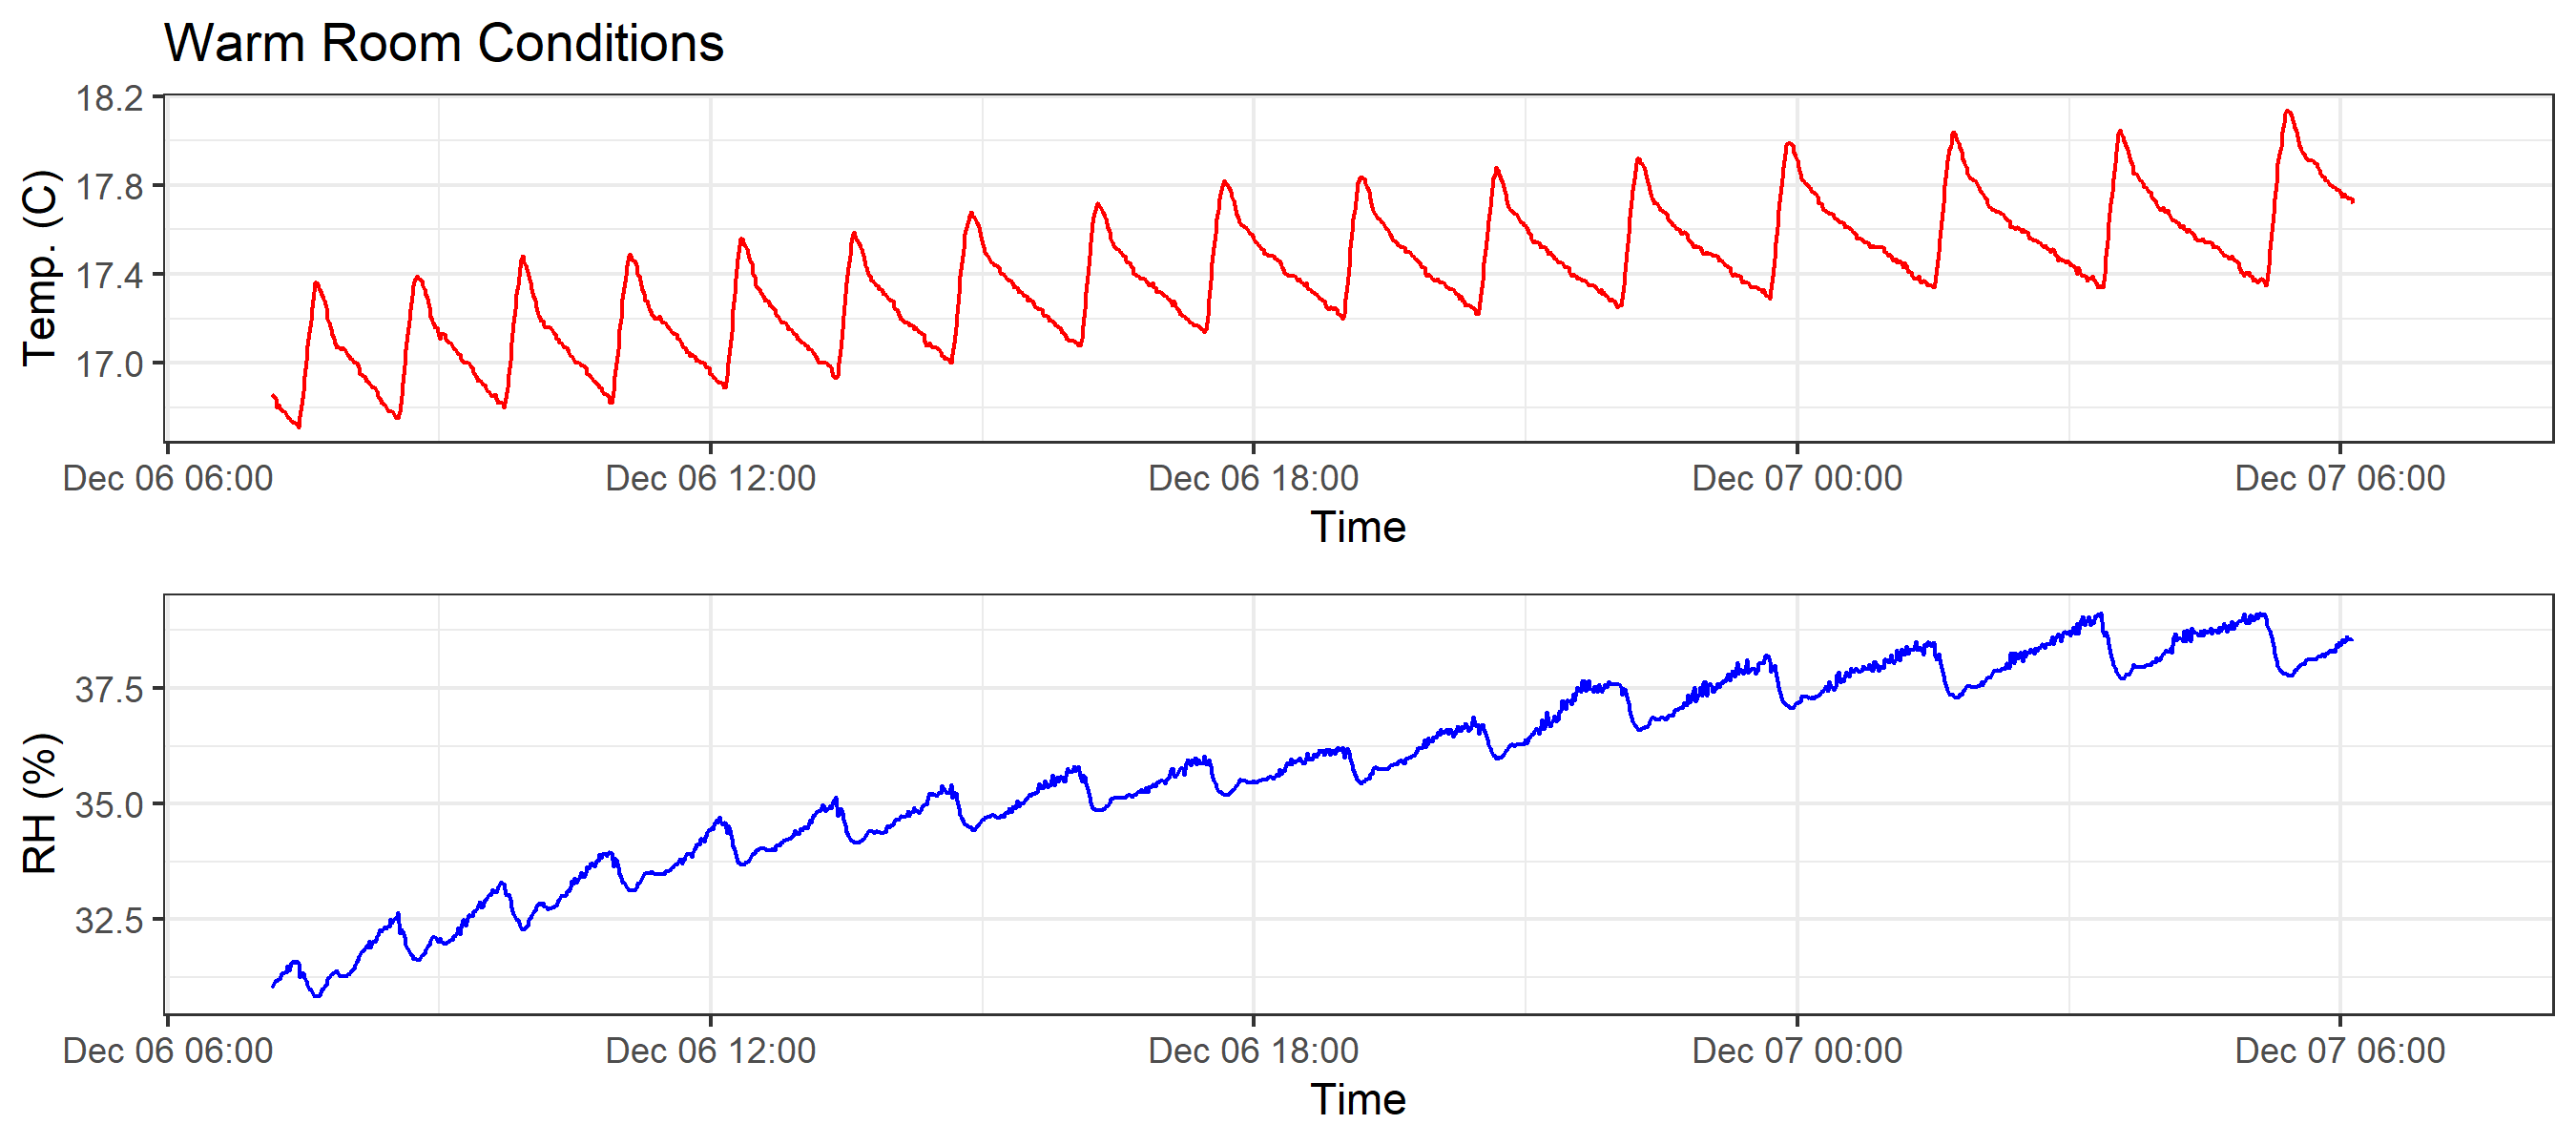 Warm Room Conditions
Temp. (C)
18.2
17.8
17.4
17.0
Dec 06 06:00 Dec 06 12:00 Dec 06 18:00 Dec 07 00:00 Dec 07 06:00
Time
RH (%)
37.5
35.0
32.5
Dec 06 06:00 Dec 06 12:00 Dec 06 18:00 Dec 07 00:00 Dec 07 06:00
Time